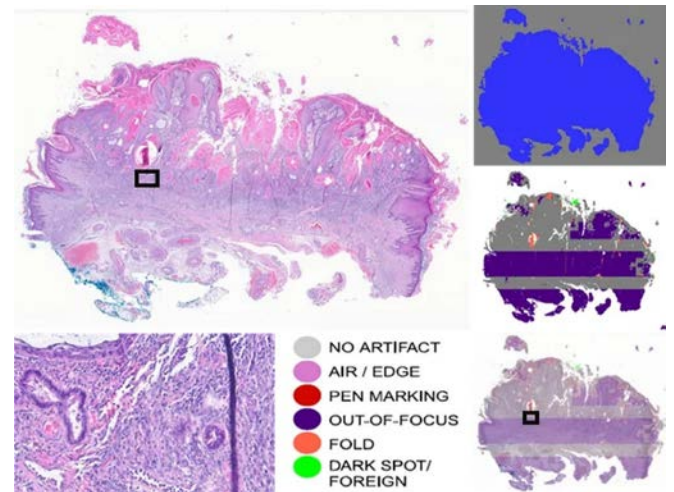 NO ARTIFACT
AIR / EDGE
PEN MARKING
OUT-OF-FOCUS
FOLD
DARK SPOT/
FOREIGN